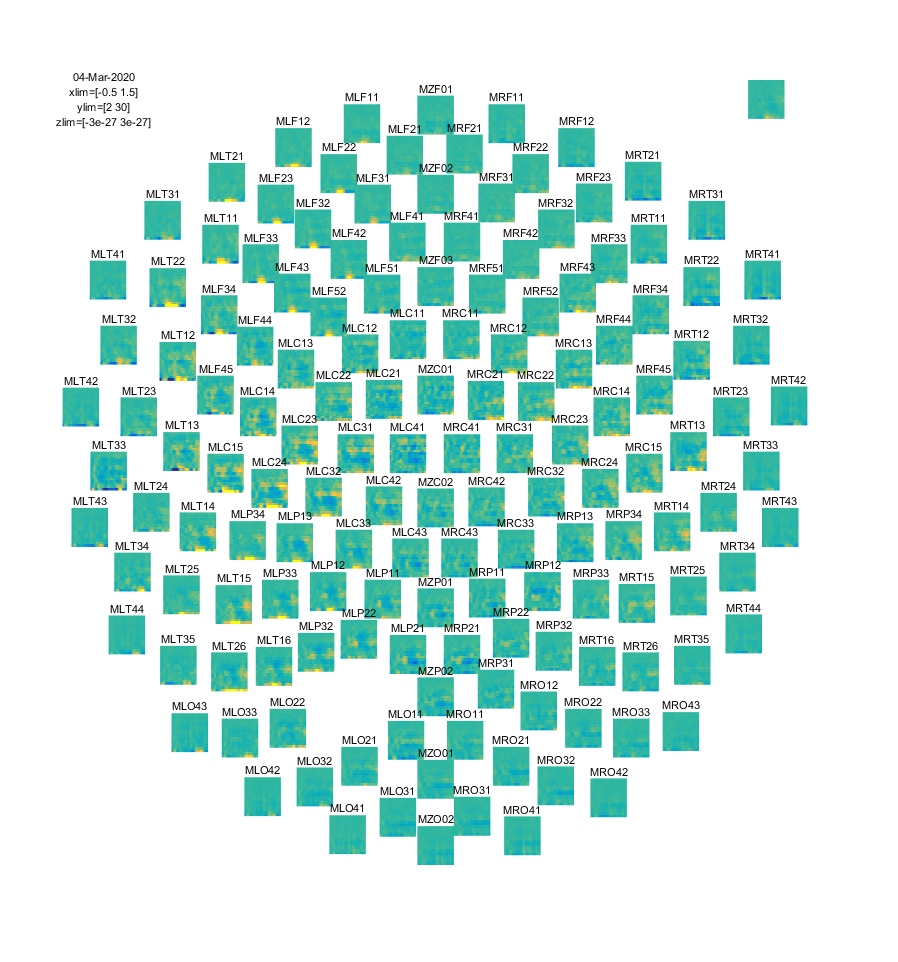 04-Mar-2020
xlim=[-0.5 1.5]
ylim=[2 30]
zlim=[-3e-27 3e-27]
MZF01
MLF11 MRF11
MLF12 MLF21 MRF21 MRF12
MLF22 MRF22
MLT21 MZF02 MRT21
MLF23 MLF31 MRF31 MRF23
MLT31 MRT31
MLF32 MRF32
MLT11 MLF41 MRF41 MRT11
MLF33 MLF42 MRF42 MRF33
MLT41 MZF03 MRT41
MLT22 MLF43 MLF51 MRF51 MRF43 MRT22
MLF34 MLF52 MRF52 MRF34
MLC11 MRC11
MLT32 MLF44 MLC12 MRC12 MRF44 MRT32
MLT12 MLC13 MRC13 MRT12
MLF45 MZC01 MRF45
MLT42 MLC22 MLC21 MRC21 MRC22 MRT42
MLT23 MLC14 MRC14 MRT23
MLC23 MRC23
MLT13 MLC31 MLC41 MRC41 MRC31 MRT13
MLT33 MLC15 MRC15 MRT33
MLC24 MLC32 MRC32 MRC24
MLT24 MLC42 MZC02 MRC42 MRT24
MLT43 MLT14 MRT14 MRT43
MLP34 MLP13 MRP13 MRP34
MLC33 MLC43 MRC43 MRC33
MLT34 MRT34
MLT25 MLP33 MLP12 MLP11 MRP11 MRP12 MRP33 MRT25
MLT15 MZP01 MRT15
MLT44 MLP22 MRP22 MRT44
MLP32 MLP21 MRP21 MRP32
MLT35 MLT26 MLT16 MRT16 MRT26 MRT35
MZP02 MRP31
MLO43 MLO33 MLO22 MRO12 MRO22 MRO33 MRO43
MLO11 MRO11
MLO21 MZO01 MRO21
MLO42 MLO32 MRO32 MRO42
MLO31 MRO31
MLO41 MZO02 MRO41